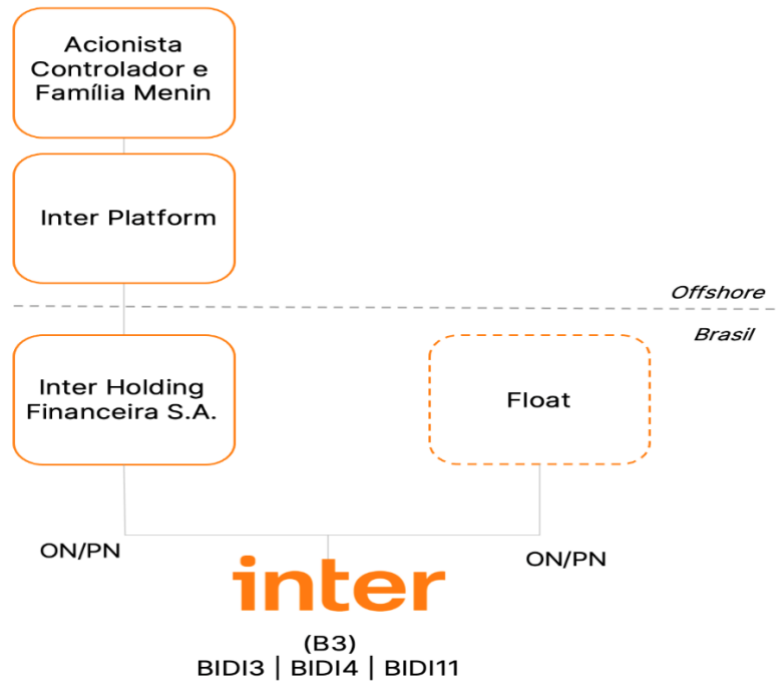 Acionista
Controlador e
Família Menin
Inter Platform
Offshore
Brasil
Inter Holding
Financeira S.A.
Float
ON/PN
ON/PN
inter
(B3)
BIDI3 | BIDI4 | BIDI11